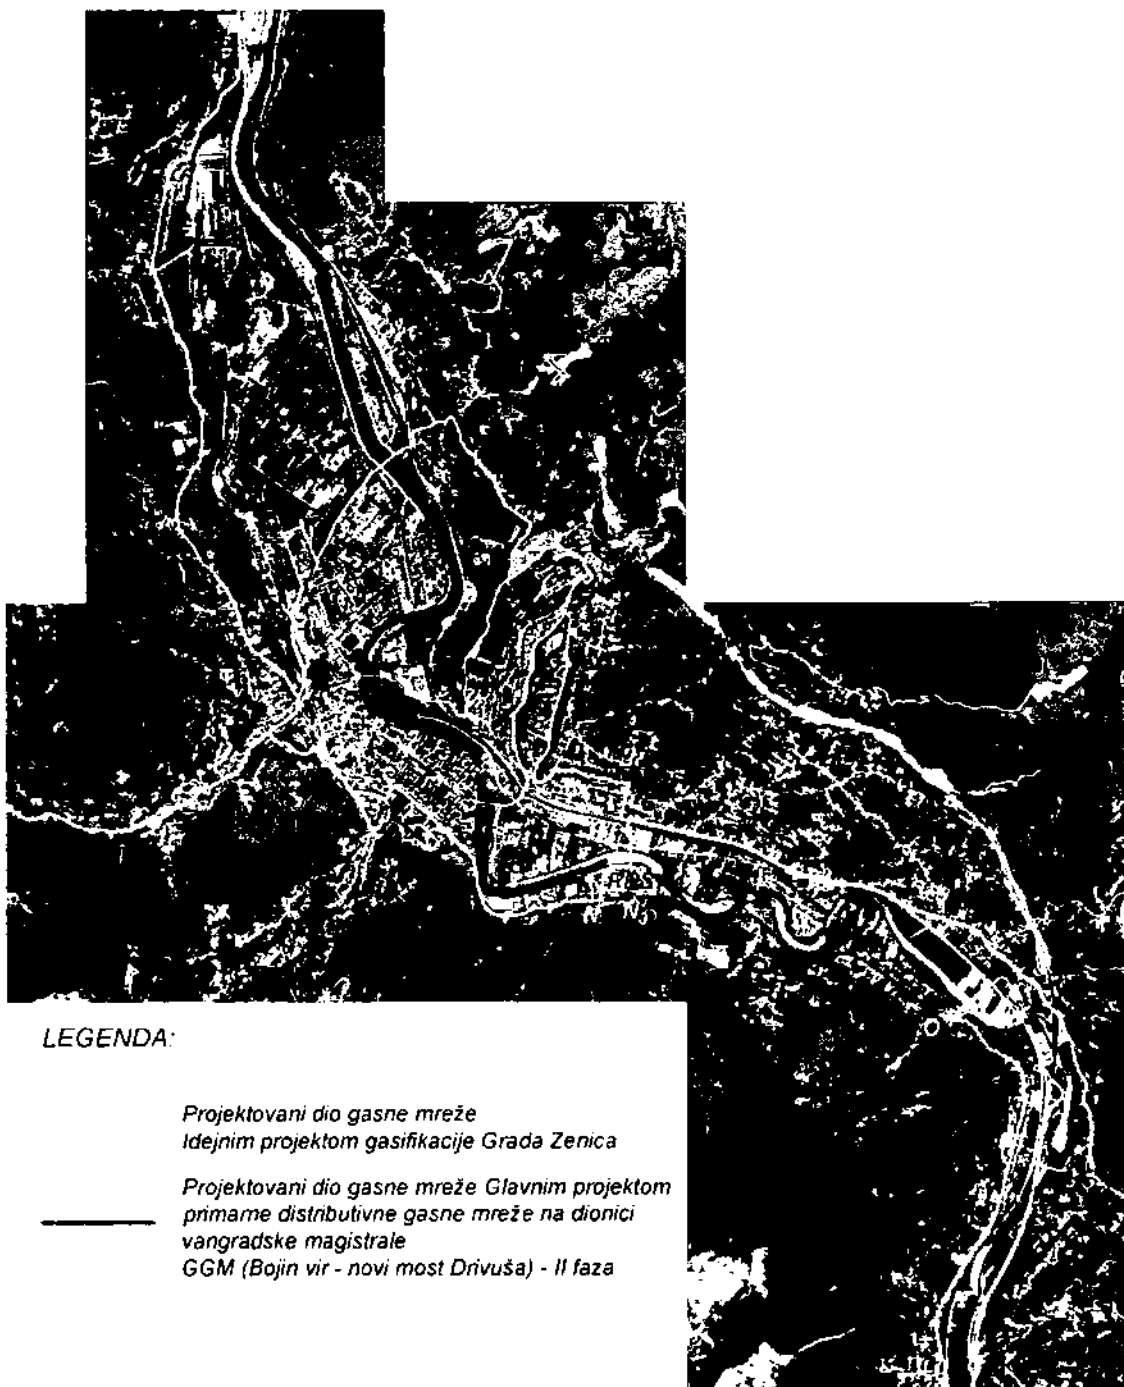 LEGENDA:
Projektovani dio gasne mreže
Idejnim projektom gasifikacije Grada Zenica
Projektovani dio gasne mreže Glavnim projektom
primarne distributivne gasne mreže na dionici
vangradske magistrale
GGM (Bojin vir - novi most Drivuša) - II faza